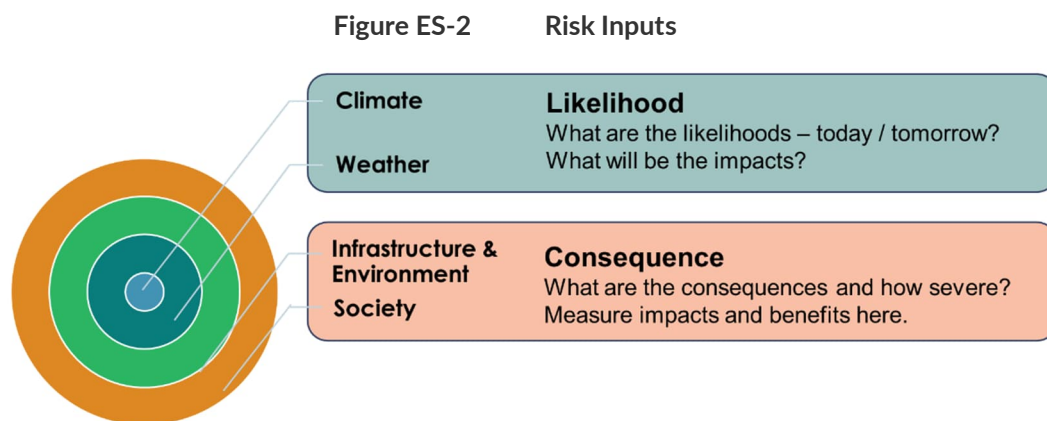 Figure ES-2 Risk Inputs
Climate
Likelihood
What are the likelihoods – today / tomorrow?
Weather
What will be the impacts?
Infrastructure &
Environment
Society
Consequence
What are the consequences and how severe?
Measure impacts and benefits here.